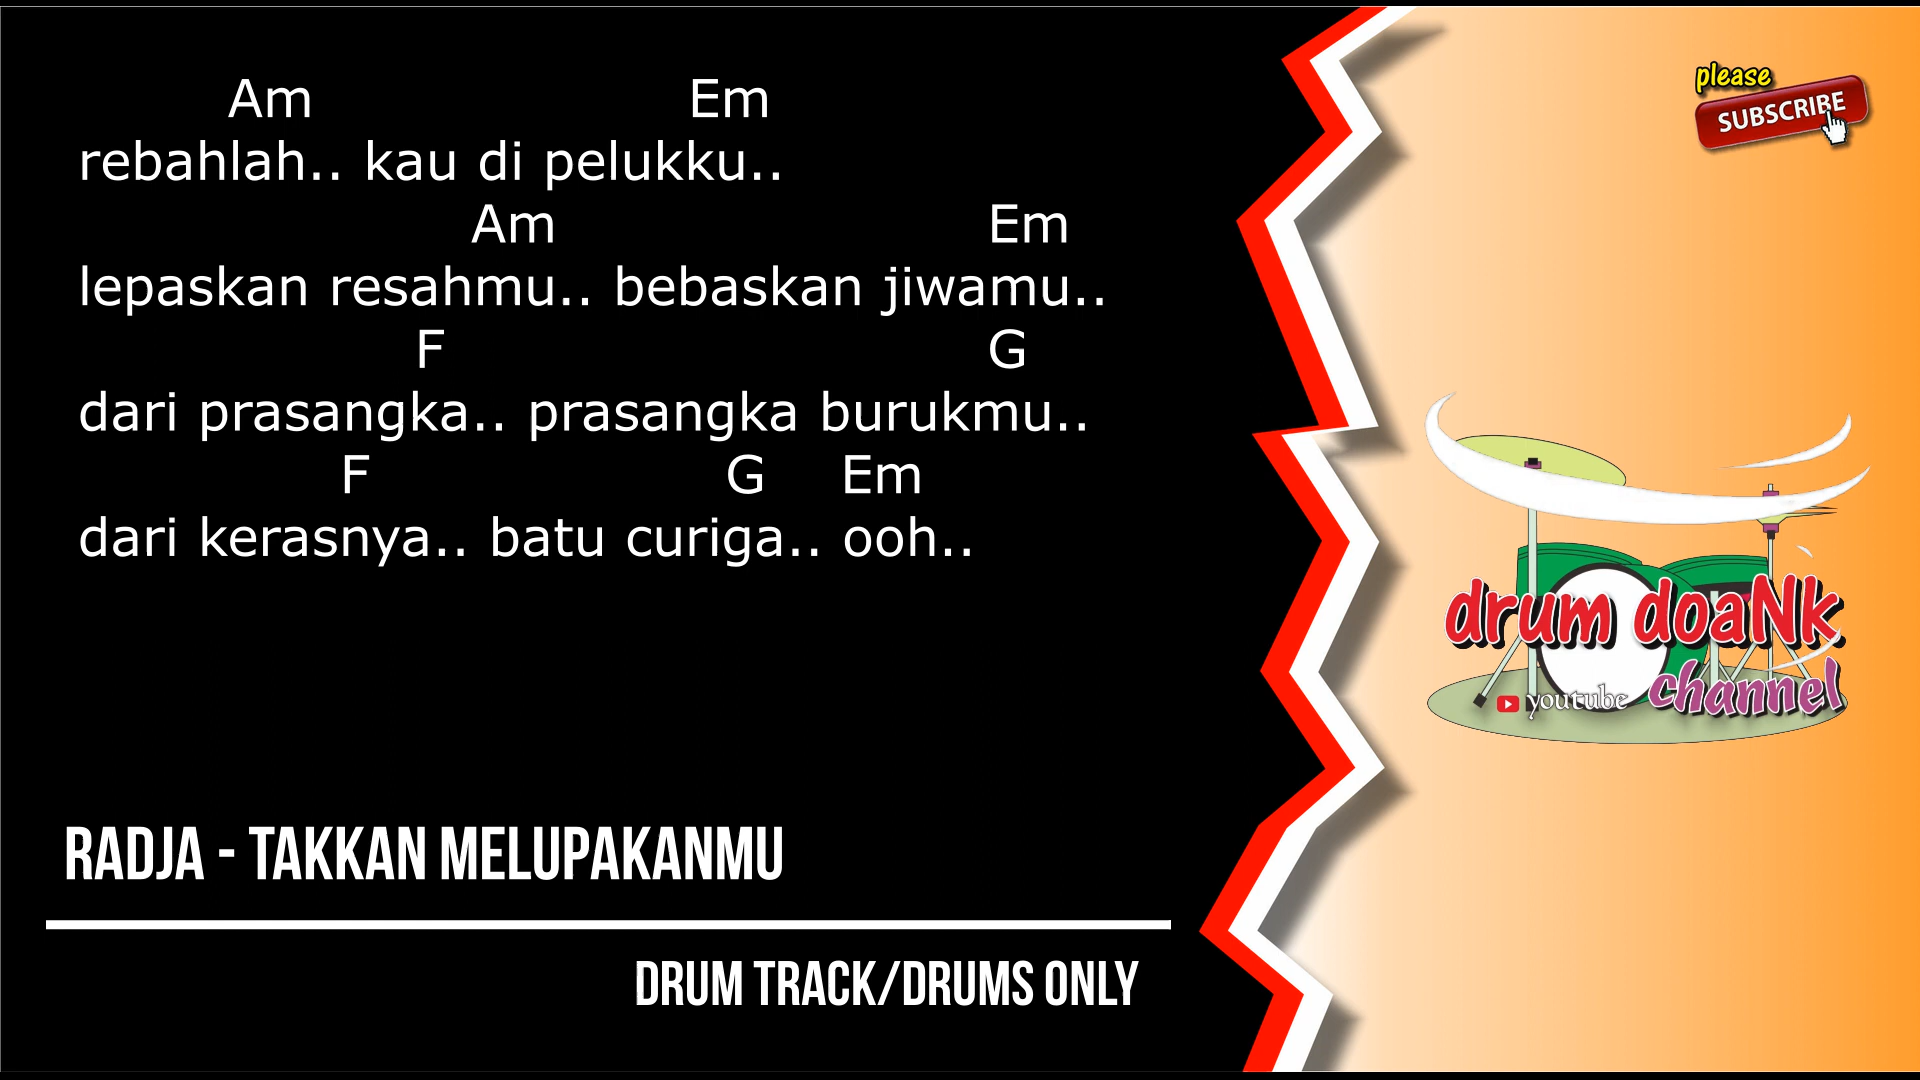 Am Em
rebahlah.. kau di pelukku..
Am Em
lepaskan resahmu.. bebaskan jiwamu..
F G
dari prasangka.. prasangka burukmu..
F G Em
dari kerasnya.. batu curiga.. ooh..
RADJA - TAKKAN MELUPAKANMU
DRUM TRACK/DRUMS ONLY
please
SUBSCRIBE
drum doaNk
youtube channel